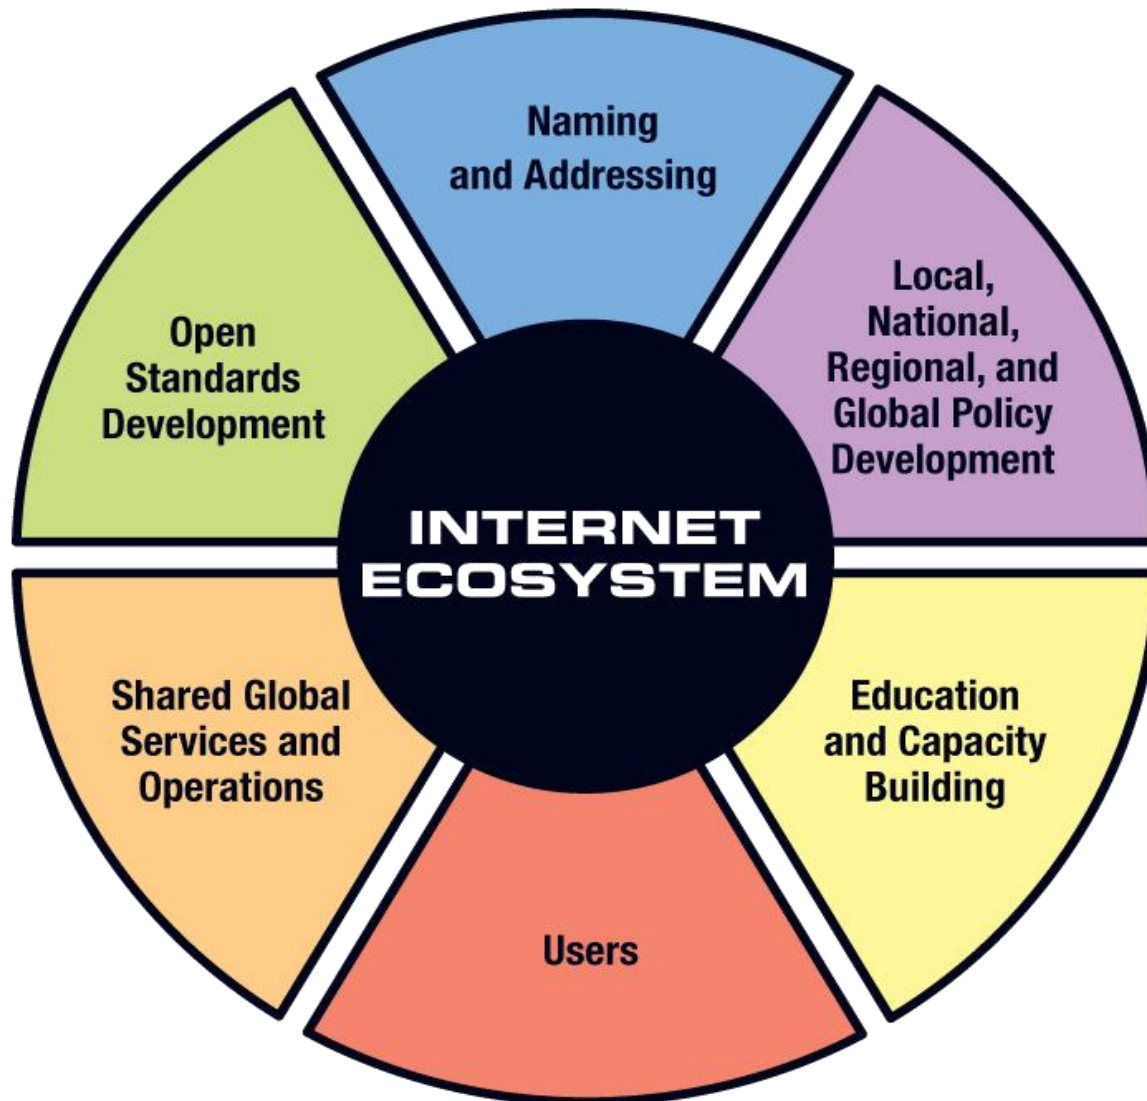 Naming
and Addressing
Local,
National,
Regional, and
Global Policy
Development
Open
Standards
Development
INTERNET
ECOSYSTEM
Shared Global
Services and
Operations
Education
and Capacity
Building
Users